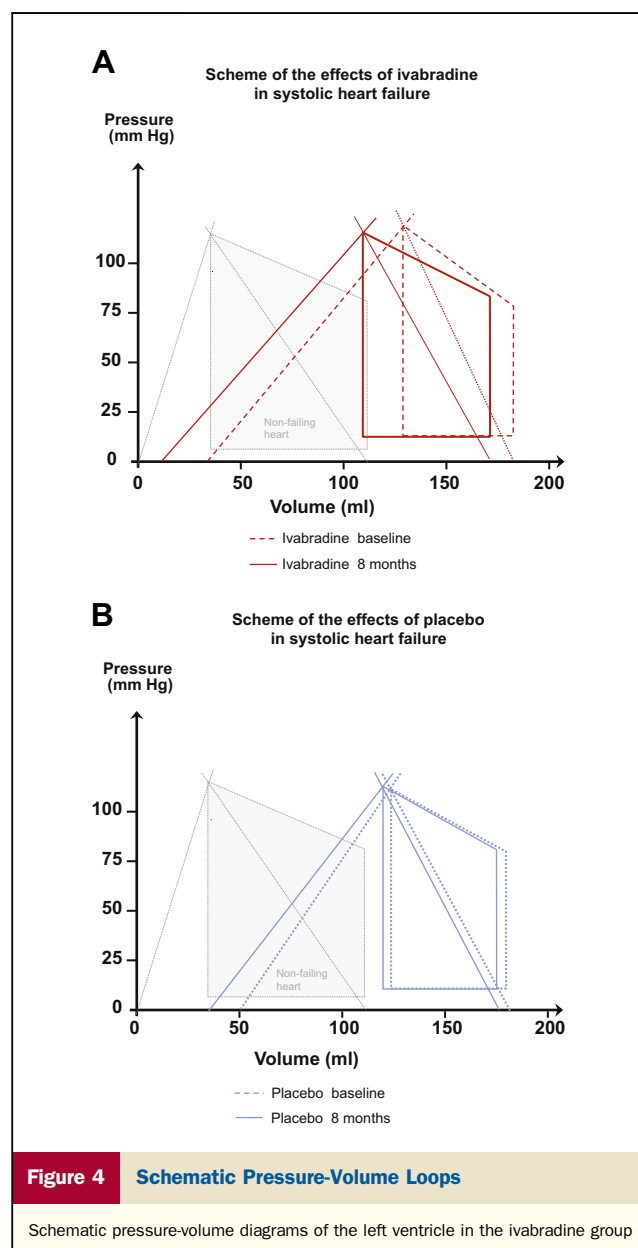 A
Scheme of the effects of ivabradine
in systolic heart failure
Pressure
(mm Hg)
100
75
50
25
0
Non-failing
heart
0 50 100 150 200
Volume (ml)
Ivabradine baseline
Ivabradine 8 months
B
Scheme of the effects of placebo
in systolic heart failure
Pressure
(mm Hg)
100
75
50
25
0
Non-failing
heart
0 50 100 150 200
Volume (ml)
Placebo baseline
Placebo 8 months
Figure 4 Schematic Pressure-Volume Loops
Schematic pressure-volume diagrams of the left ventricle in the ivabradine group